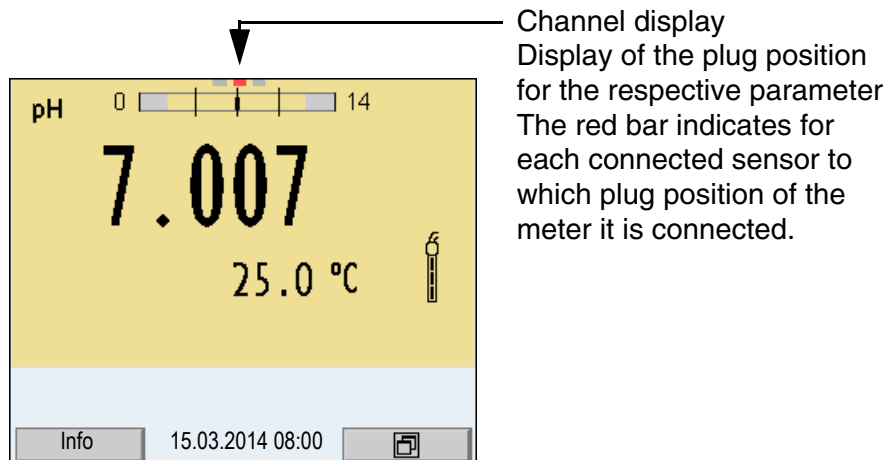 Channel display
Display of the plug position
for the respective parameter
The red bar indicates for
each connected sensor to
which plug position of the
meter it is connected.
pH 0 14
7.007
25.0 °C
Info 15.03.2014 08:00